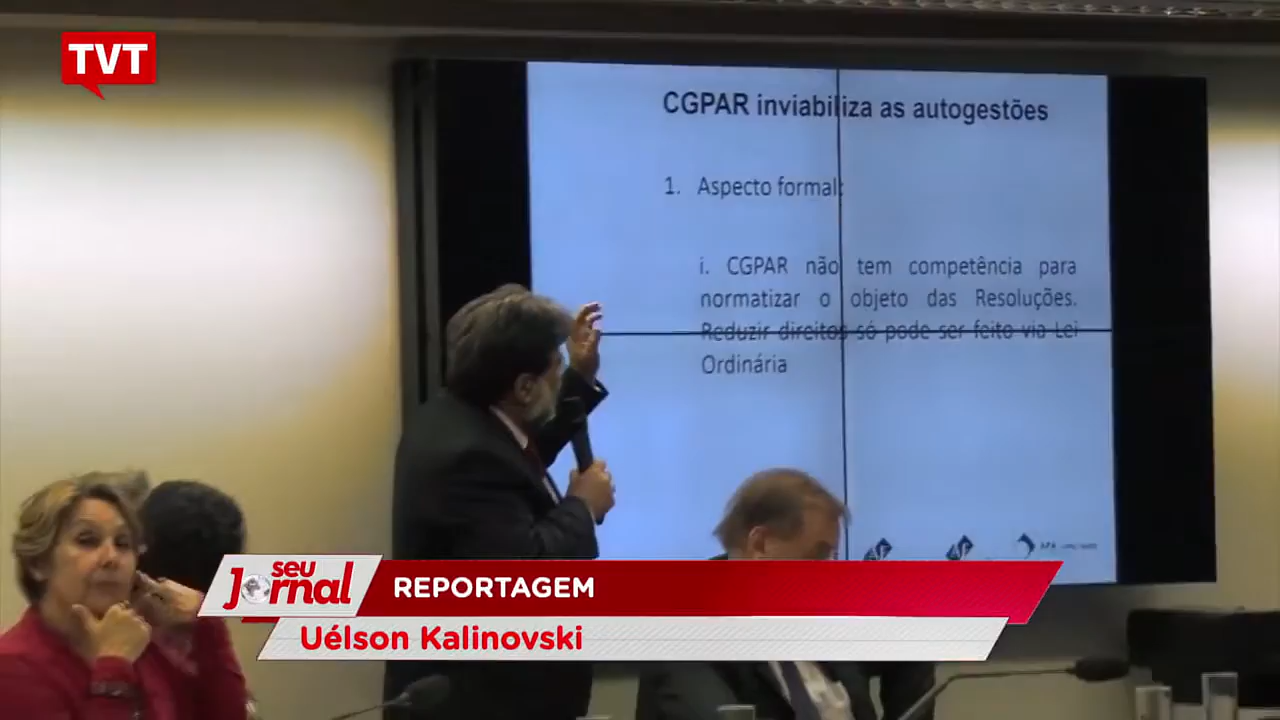 TVT
CGPAR inviabiliza as autogestões
1. Aspecto formal:
i. CGPAR não tem competência para
normatizar o objeto das Resoluções.
Reduzir direitos só pode ser feito via Lei
Ordinária
seu
Jornal
REPORTAGEM
Uélson Kalinovski